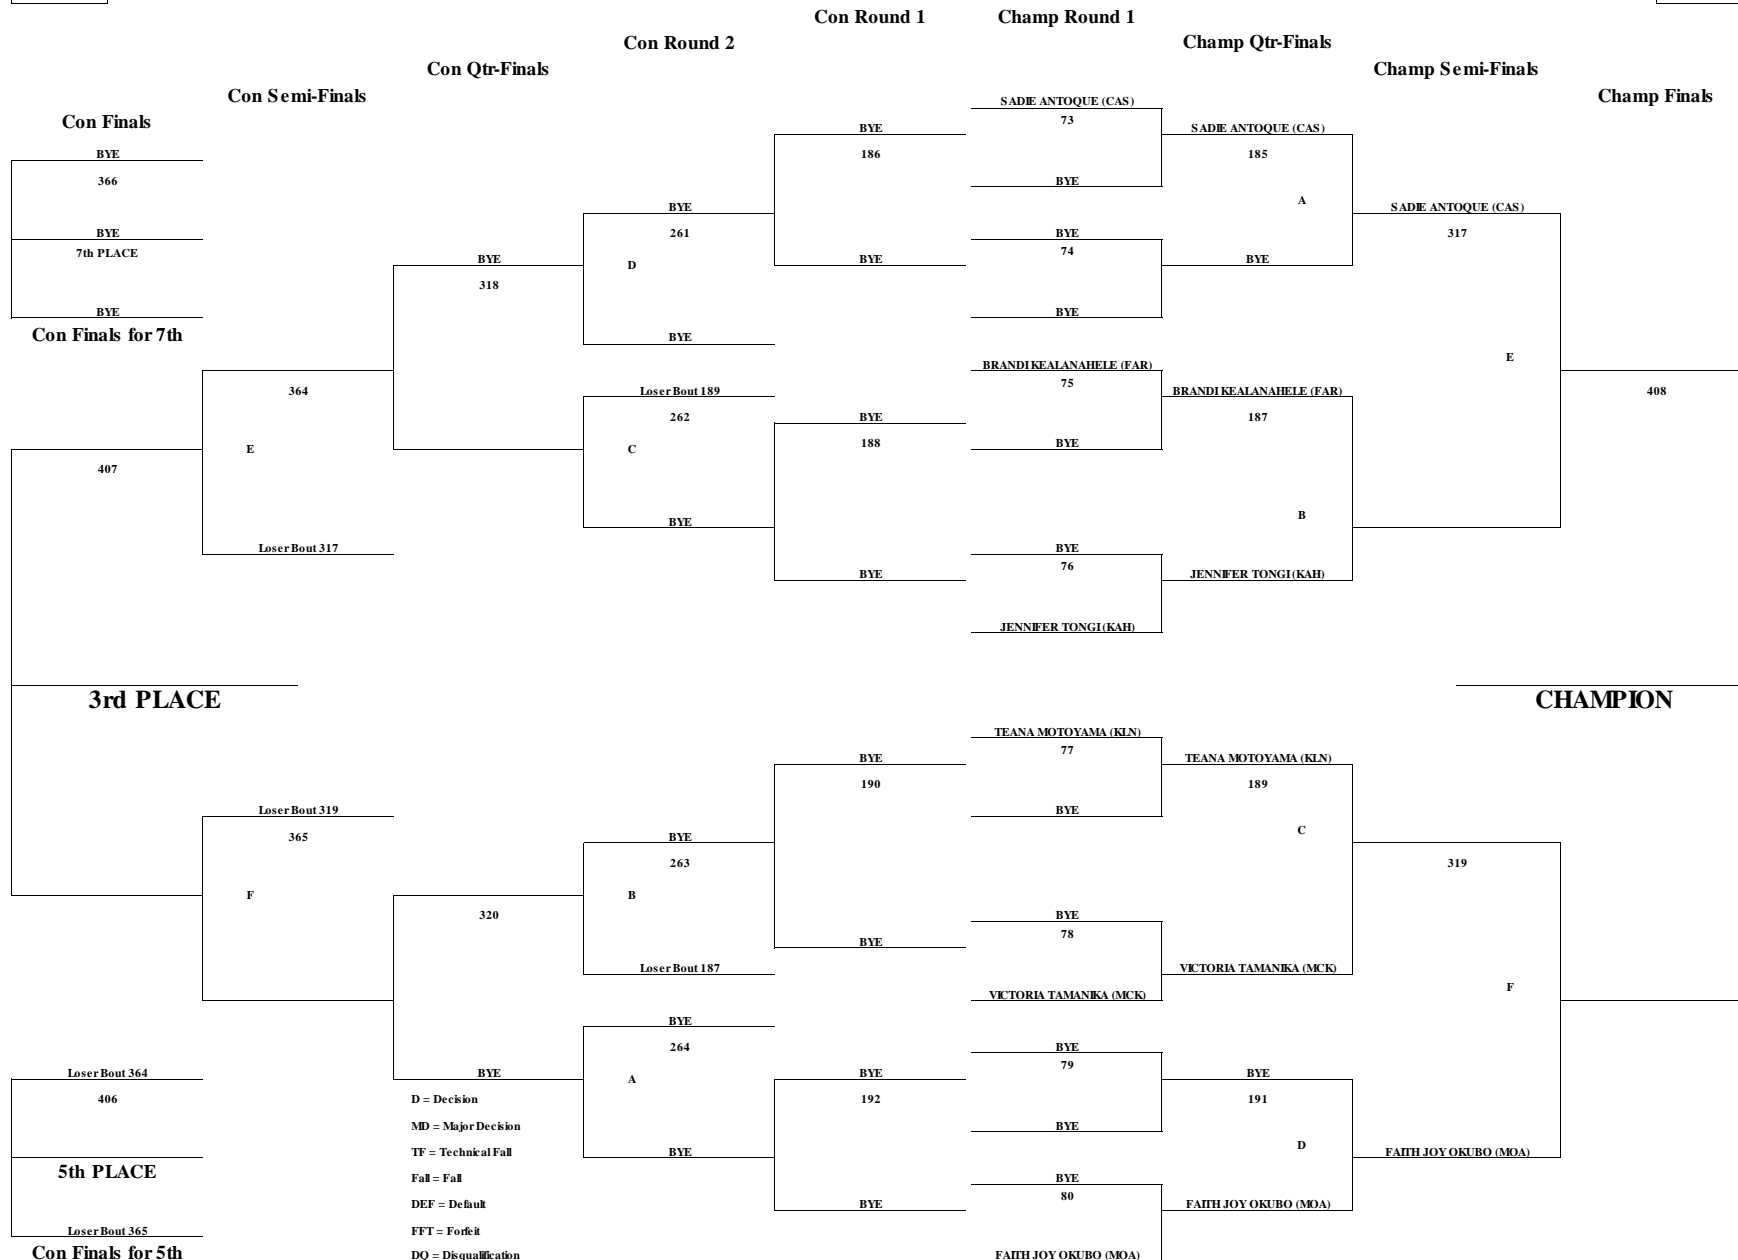 Con Round 1
Champ Round 1
Con Round 2
Champ Qtr-Finals
Con Qtr-Finals
Champ Semi-Finals
Con Semi-Finals
Champ Finals
Con Finals
SADIE ANTOQUE (CAS)
73
BYE
SADIE ANTOQUE (CAS)
BYE
186
185
366
BYE
A
BYE
SADIE ANTOQUE (CAS)
BYE
261
BYE
317
7th PLACE
74
BYE
D
BYE
BYE
318
BYE
BYE
Con Finals for 7th
BYE
E
BRANDI KEALANAHELE (FAR)
75
364
Loser Bout 189
BRANDI KEALANAHELE (FAR)
408
262
BYE
187
188
E
C
BYE
407
B
BYE
Loser Bout 317
BYE
76
BYE
JENNIFER TONGI (KAH)
JENNIFER TONGI (KAH)
3rd PLACE
CHAMPION
TEANA MOTOYAMA (KLN)
77
BYE
TEANA MOTOYAMA (KLN)
190
189
Loser Bout 319
BYE
365
BYE
C
263
319
F
B
320
BYE
78
BYE
Loser Bout 187
VICTORIA TAMANIKA (MCK)
F
VICTORIA TAMANIKA (MCK)
BYE
264
BYE
79
Loser Bout 364
BYE
A
BYE
BYE
406
D = Decision
192
191
MD = Major Decision
BYE
D
TF = Technical Fall
BYE
FAITH JOY OKUBO (MOA)
5th PLACE
Fall = Fall
BYE
80
DEF = Default
BYE
FAITH JOY OKUBO (MOA)
Loser Bout 365
FFT = Forfeit
Con Finals for 5th
DQ = Disqualification
FAITH JOY OKUBO (MOA)